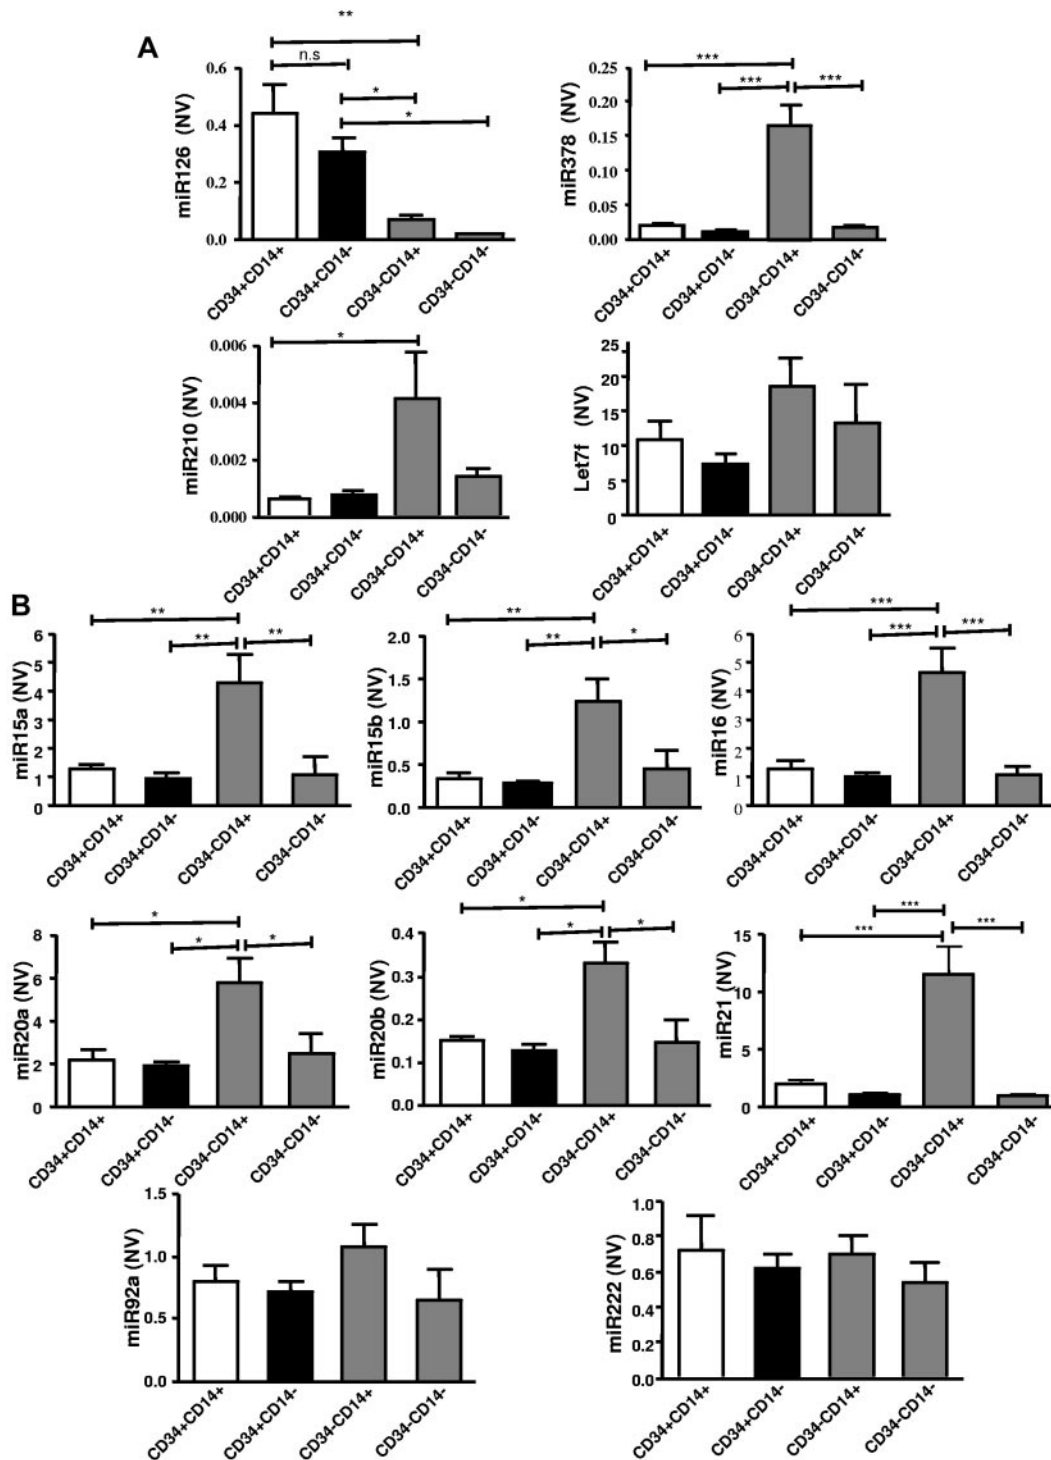 A
**
n.s
*
*
miR126 (NV)
0.6
0.4
0.2
0.0
CD34+CD14+
CD34+CD14-
CD34-CD14+
CD34-CD14-
***
***
***
miR378 (NV)
0.25
0.20
0.15
0.10
0.05
0.00
CD34+CD14+
CD34+CD14-
CD34-CD14+
CD34-CD14-
*
miR210 (NV)
0.006
0.004
0.002
0.000
CD34+CD14+
CD34+CD14-
CD34-CD14+
CD34-CD14-
Let7f (NV)
25
20
15
10
5
0
CD34+CD14+
CD34+CD14-
CD34-CD14+
CD34-CD14-
B
**
**
**
miR15a (NV)
6
5
4
3
2
1
0
CD34+CD14+
CD34+CD14-
CD34-CD14+
CD34-CD14-
**
**
*
miR15b (NV)
2.0
1.5
1.0
0.5
0.0
CD34+CD14+
CD34+CD14-
CD34-CD14+
CD34-CD14-
***
***
***
miR16 (NV)
6
5
4
3
2
1
0
CD34+CD14+
CD34+CD14-
CD34-CD14+
CD34-CD14-
*
*
*
miR20a (NV)
8
6
4
2
0
CD34+CD14+
CD34+CD14-
CD34-CD14+
CD34-CD14-
*
*
*
miR20b (NV)
0.4
0.3
0.2
0.1
0.0
CD34+CD14+
CD34+CD14-
CD34-CD14+
CD34-CD14-
***
***
***
miR21 (NV)
15
10
5
0
CD34+CD14+
CD34+CD14-
CD34-CD14+
CD34-CD14-
miR92a (NV)
1.5
1.0
0.5
0.0
CD34+CD14+
CD34+CD14-
CD34-CD14+
CD34-CD14-
miR222 (NV)
1.0
0.8
0.6
0.4
0.2
0.0
CD34+CD14+
CD34+CD14-
CD34-CD14+
CD34-CD14-